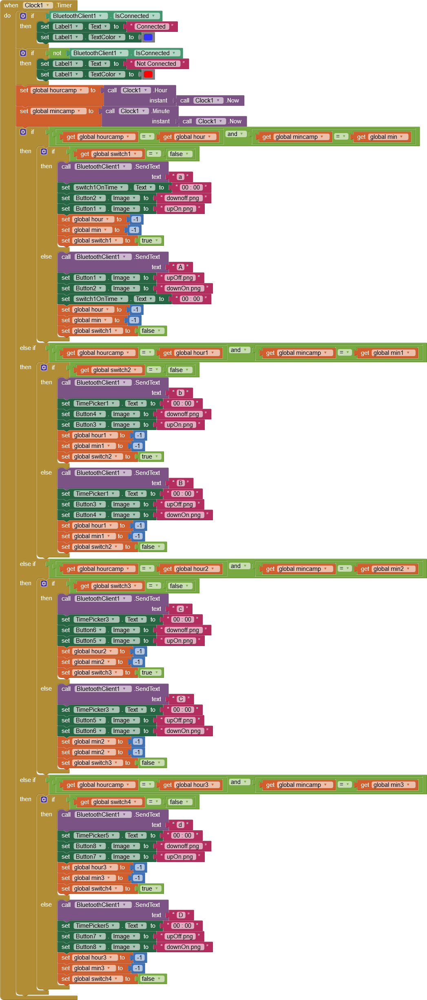 when Clock1 .Timer
do if BluetoothClient1 . IsConnected
then set Label1 . Text to “ Connected ”
set Label1 . TextColor to
if not BluetoothClient1 . IsConnected
then set Label1 . Text to “ Not Connected ”
set Label1 . TextColor to
set global hourcamp to call Clock1 .Hour
instant call Clock1 .Now
set global mincamp to call Clock1 .Minute
instant call Clock1 .Now
if get global hourcamp = get global hour and get global mincamp = get global min
then if get global switch1 = false
then call BluetoothClient1 .SendText
text “ a ”
set switch1OnTime . Text to “ 00 : 00 ”
set Button2 . Image to “ downoff.png ”
set Button1 . Image to “ upOn.png ”
set global hour to -1
set global min to -1
set global switch1 to true
else call BluetoothClient1 .SendText
text “ A ”
set Button1 . Image to “ upOff.png ”
set Button2 . Image to “ downOn.png ”
set switch1OnTime . Text to “ 00 : 00 ”
set global hour to -1
set global min to -1
set global switch1 to false
else if get global hourcamp = get global hour1 and get global mincamp = get global min1
then if get global switch2 = false
then call BluetoothClient1 .SendText
text “ b ”
set TimePicker1 . Text to “ 00 : 00 ”
set Button4 . Image to “ downoff.png ”
set Button3 . Image to “ upOn.png ”
set global hour1 to -1
set global min1 to -1
set global switch2 to true
else call BluetoothClient1 .SendText
text “ B ”
set TimePicker1 . Text to “ 00 : 00 ”
set Button3 . Image to “ upOff.png ”
set Button4 . Image to “ downOn.png ”
set global hour1 to -1
set global min1 to -1
set global switch2 to false
else if get global hourcamp = get global hour2 and get global mincamp = get global min2
then if get global switch3 = false
then call BluetoothClient1 .SendText
text “ c ”
set TimePicker3 . Text to “ 00 : 00 ”
set Button6 . Image to “ downoff.png ”
set Button5 . Image to “ upOn.png ”
set global hour2 to -1
set global min2 to -1
set global switch3 to true
else call BluetoothClient1 .SendText
text “ C ”
set TimePicker3 . Text to “ 00 : 00 ”
set Button5 . Image to “ upOff.png ”
set Button6 . Image to “ downOn.png ”
set global min2 to -1
set global min2 to -1
set global switch3 to false
else if get global hourcamp = get global hour3 and get global mincamp = get global min3
then if get global switch4 = false
then call BluetoothClient1 .SendText
text “ d ”
set TimePicker5 . Text to “ 00 : 00 ”
set Button8 . Image to “ downoff.png ”
set Button7 . Image to “ upOn.png ”
set global hour3 to -1
set global min3 to -1
set global switch4 to true
else call BluetoothClient1 .SendText
text “ D ”
set TimePicker5 . Text to “ 00 : 00 ”
set Button7 . Image to “ upOff.png ”
set Button8 . Image to “ downOn.png ”
set global hour3 to -1
set global min3 to -1
set global switch4 to false